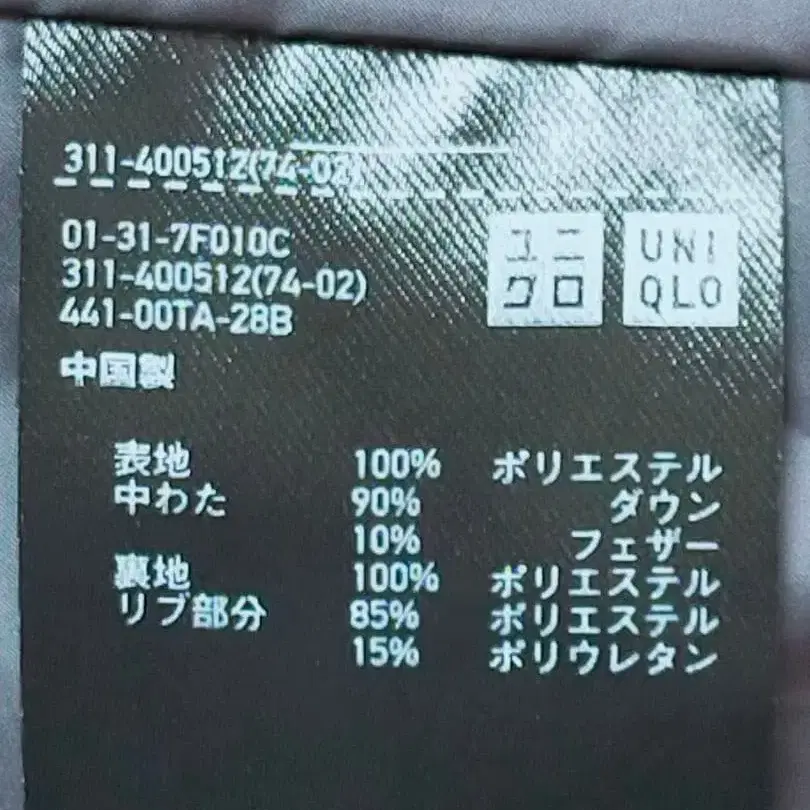 311-400512(74-02)
01-31-7F010C
311-400512(74-02)
441-00TA-28B
ユニ
クロ
UNI
QLO
中国製
表地 100% ポリエステル
中わた 90% ダウン
10% フェザー
裏地 100% ポリエステル
リブ部分 85% ポリエステル
15% ポリウレタン